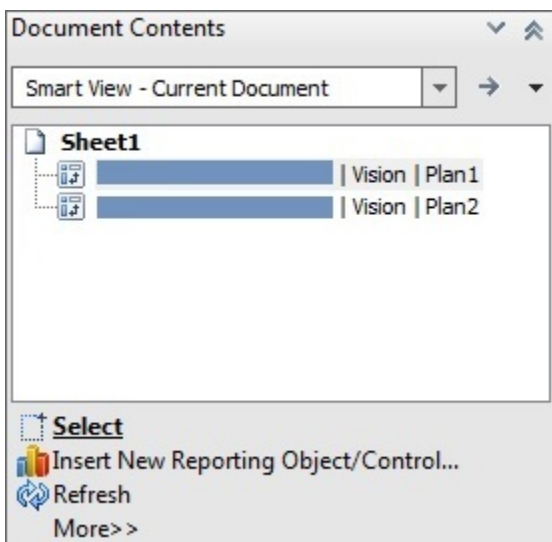 Document Contents
Smart View - Current Document
Sheet1
| Vision | Plan1
| Vision | Plan2
Select
Insert New Reporting Object/Control...
Refresh
More>>